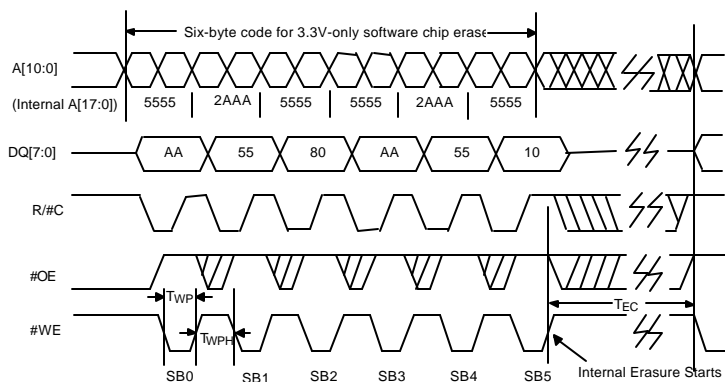 Six-byte code for 3.3V-only software chip erase
A[10:0]
(Internal A[17:0])
5555 2AAA 5555 5555 2AAA 5555
DQ[7:0]
AA 55 80 AA 55 10
R/#C
#OE
TWP
TEC
#WE
TWPH
SB0 SB1 SB2 SB3 SB4 SB5
Internal Erasure Starts